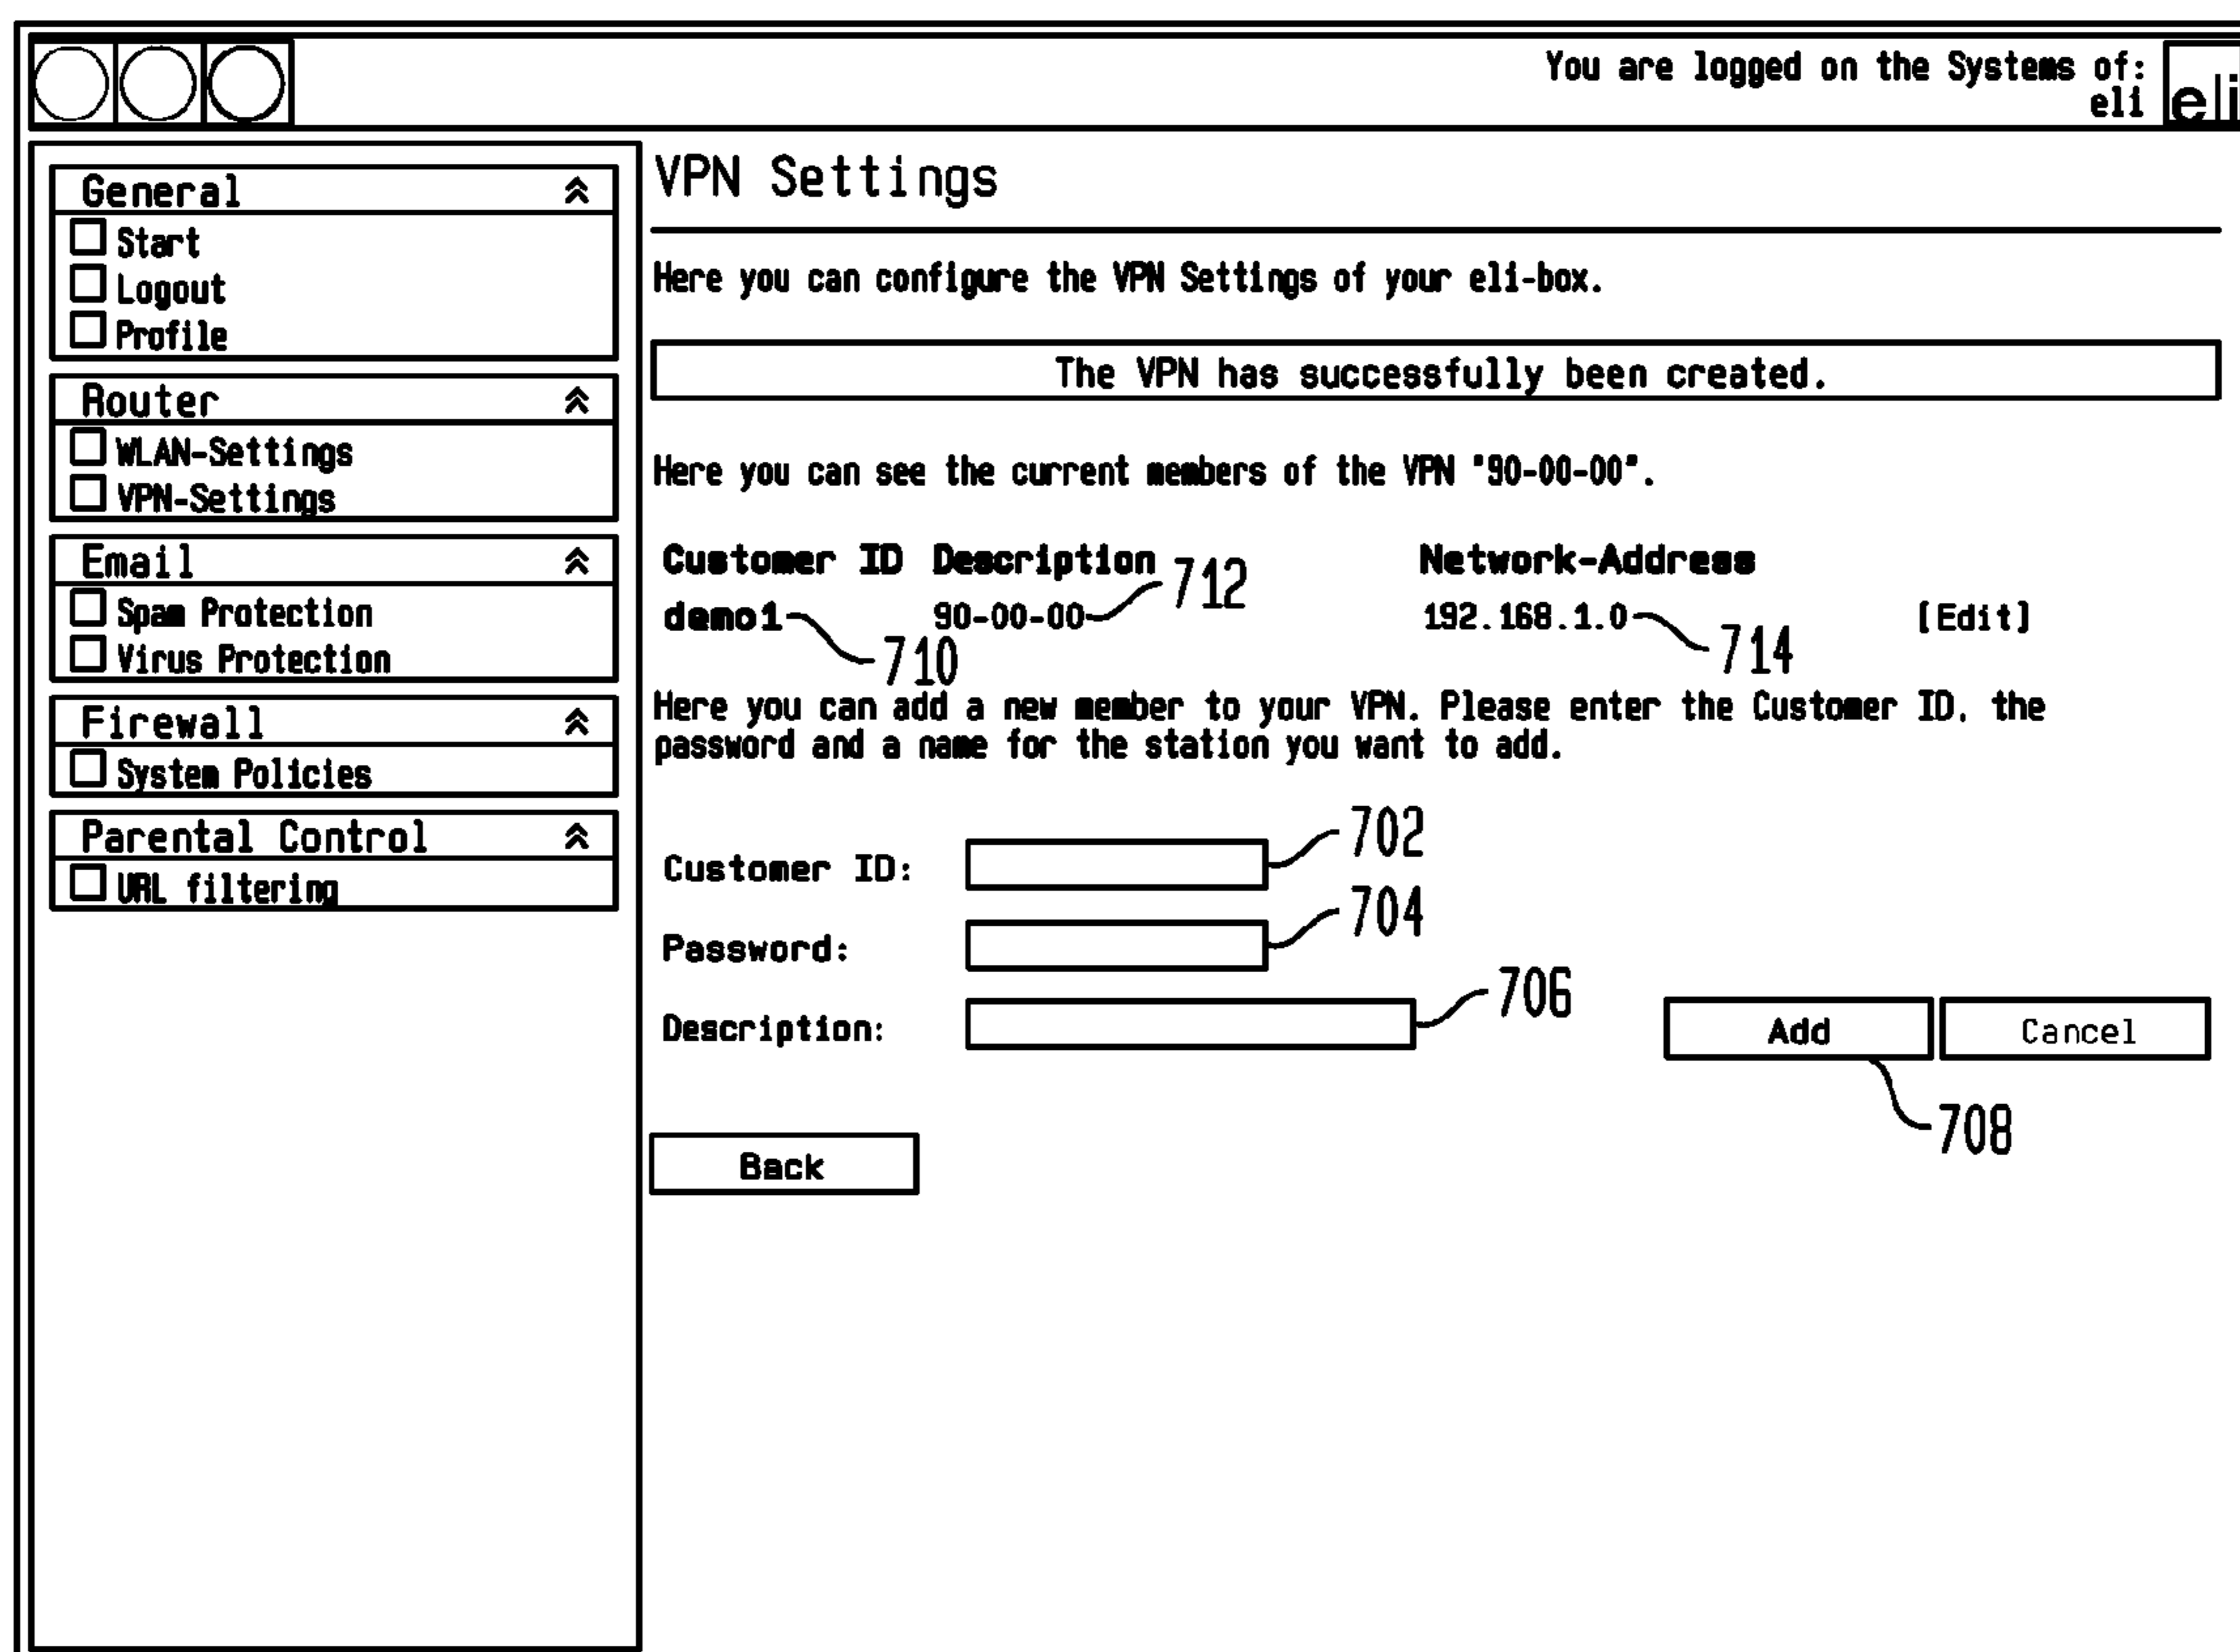 You are logged on the Systems of:
eli
eli
General
Start
Logout
Profile
Router
WLAN-Settings
VPN-Settings
Email
Spam Protection
Virus Protection
Firewall
System Policies
Parental Control
URL filtering
VPN Settings
Here you can configure the VPN Settings of your eli-box.
The VPN has successfully been created.
Here you can see the current members of the VPN "90-00-00".
Customer ID Description Network-Address
712
demo1 90-00-00 192.168.1.0 [Edit]
710 714
Here you can add a new member to your VPN. Please enter the Customer ID, the
password and a name for the station you want to add.
702
Customer ID:
704
Password:
706
Description: Add Cancel
708
Back